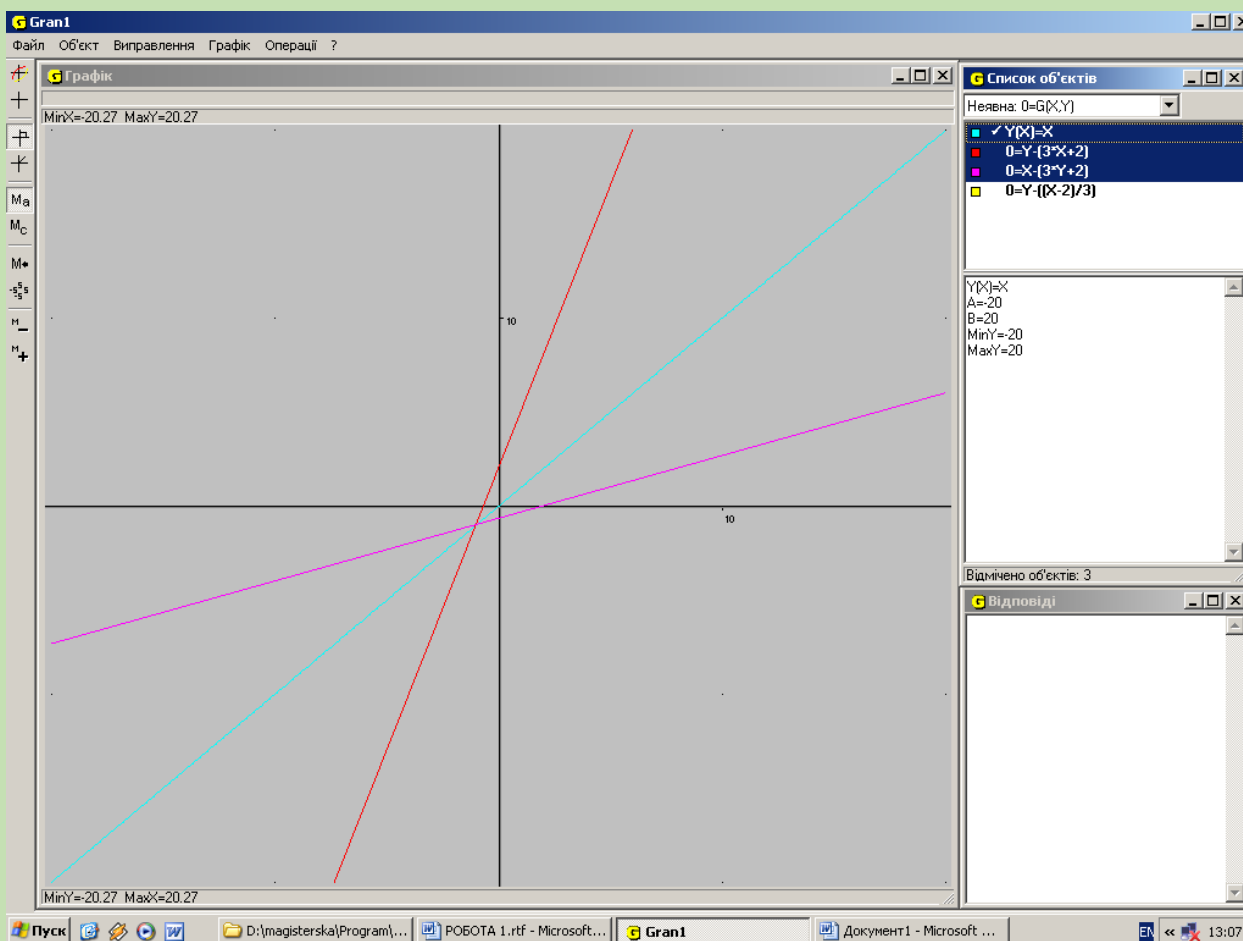 Gran1
Файл Об'єкт Виправлення Графік Операції ?
Графік
MinX=-20.27 MaxY=20.27
10
10
MinY=-20.27 MaxX=20.27
Ma
Mc
M
-s s s s
M
M +
Список об'єктів
Неявна: 0=G(X,Y)
✓ Y(X)=X
0=Y-(3*X+2)
0=X-(3*Y+2)
0=Y-((X-2)/3)
Y(X)=X
A=-20
B=20
MinY=-20
MaxY=20
Відмічено об'єктів: 3
Відповіді
Пуск
D:\magisterska\Program\...
РОБОТА 1.rtf - Microsoft...
Gran1
Документ1 - Microsoft ...
EN « 13:07